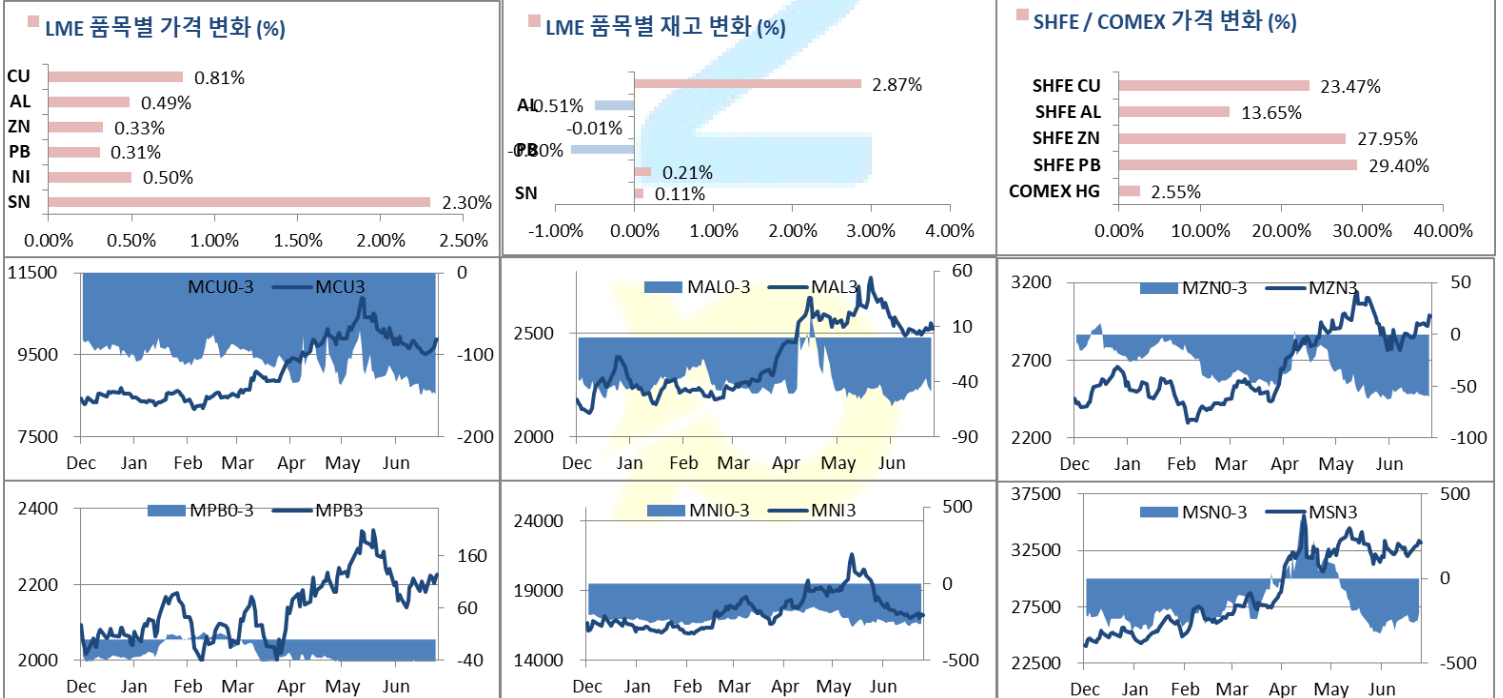 LME 품목별 가격 변화 (%)
CU 0.81%
AL 0.49%
ZN 0.33%
PB 0.31%
NI 0.50%
SN 2.30%
0.00% 0.50% 1.00% 1.50% 2.00% 2.50%
LME 품목별 재고 변화 (%)
2.87%
AL -0.51%
-0.01%
PB -0.80%
0.21%
SN 0.11%
-1.00% 0.00% 1.00% 2.00% 3.00% 4.00%
SHFE / COMEX 가격 변화 (%)
SHFE CU 23.47%
SHFE AL 13.65%
SHFE ZN 27.95%
SHFE PB 29.40%
COMEX HG 2.55%
0.00% 10.00% 20.00% 30.00% 40.00%
11500 0
MCU0-3 MCU3
9500 -100
7500 -200
Dec Jan Feb Mar Apr May Jun
60
MAL0-3 MAL3
2500 10
-40
2000 -90
Dec Jan Feb Mar Apr May Jun
3200 50
MZN0-3 MZN3
0
2700
-50
2200 -100
Dec Jan Feb Mar Apr May Jun
2400
MPB0-3 MPB3
160
2200
60
2000 -40
Dec Jan Feb Mar Apr May Jun
500
MNI0-3 MNI3
24000
0
19000
14000 -500
Dec Jan Feb Mar Apr May Jun
37500 500
MSN0-3 MSN3
32500
0
27500
22500 -500
Dec Jan Feb Mar Apr May Jun